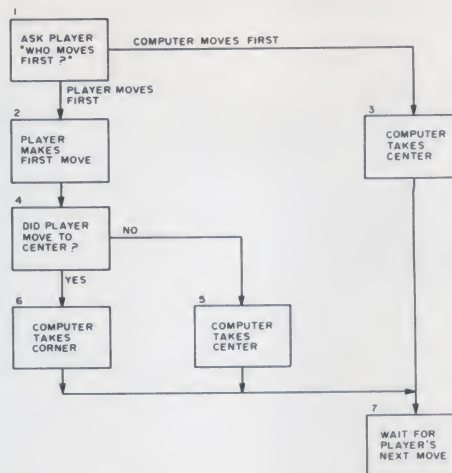 1
ASK PLAYER
"WHO MOVES
FIRST ?"
COMPUTER MOVES FIRST
PLAYER MOVES
FIRST
2
PLAYER
MAKES
FIRST MOVE
3
COMPUTER
TAKES
CENTER
4
DID PLAYER
MOVE TO
CENTER ?
NO
YES
6
COMPUTER
TAKES
CORNER
5
COMPUTER
TAKES
CENTER
7
WAIT FOR
PLAYER'S
NEXT MOVE